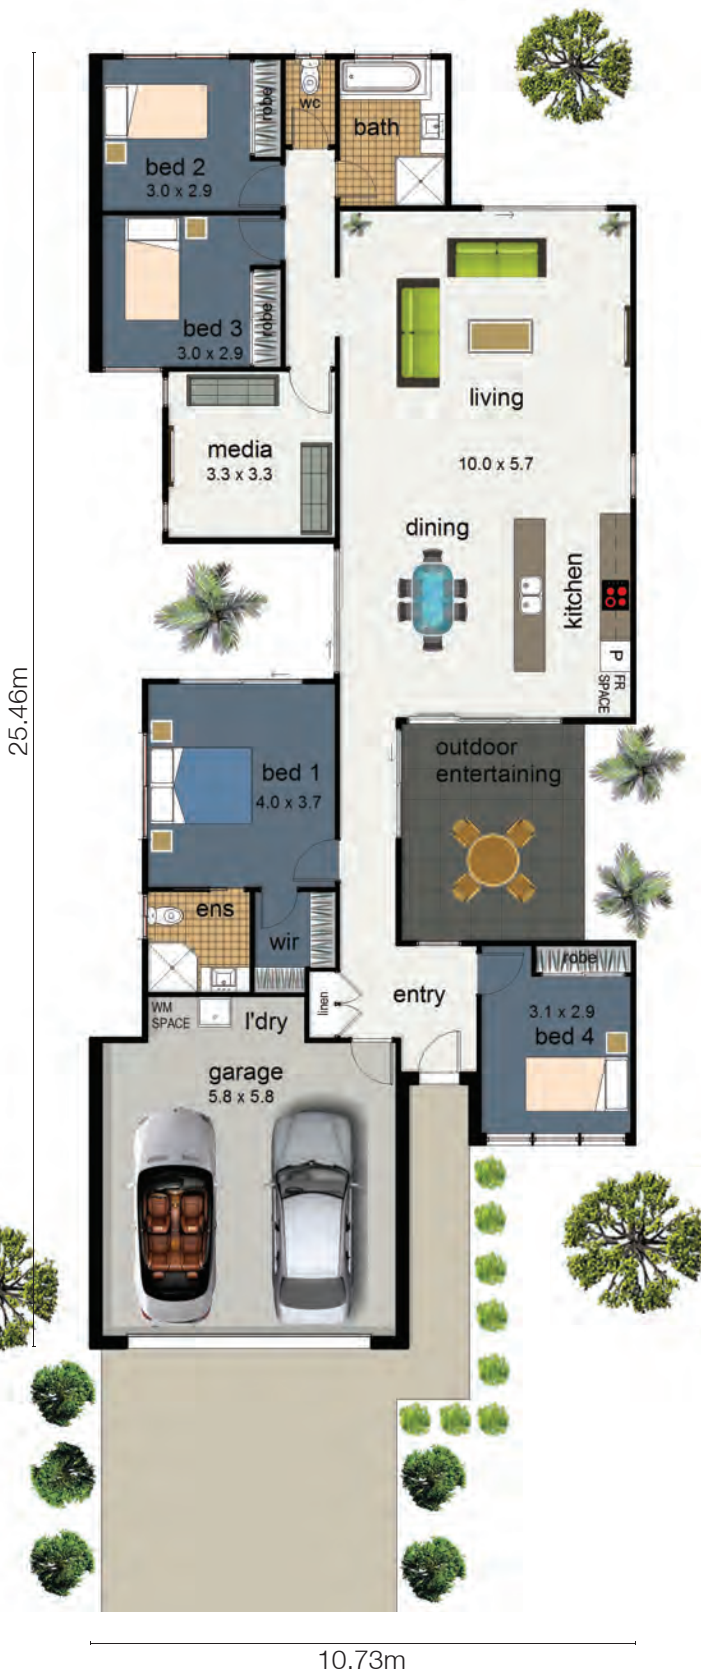 robe
wc
bath
bed 2
3.0 x 2.9
bed 3
3.0 x 2.9
robe
living
media
3.3 x 3.3
10.0 x 5.7
dining
kitchen
P
FR
SPACE
25.46m
outdoor
entertaining
bed 1
4.0 x 3.7
ens
wir
robe
linen
entry
3.1 x 2.9
bed 4
WM
SPACE
l'dry
garage
5.8 x 5.8
10.73m